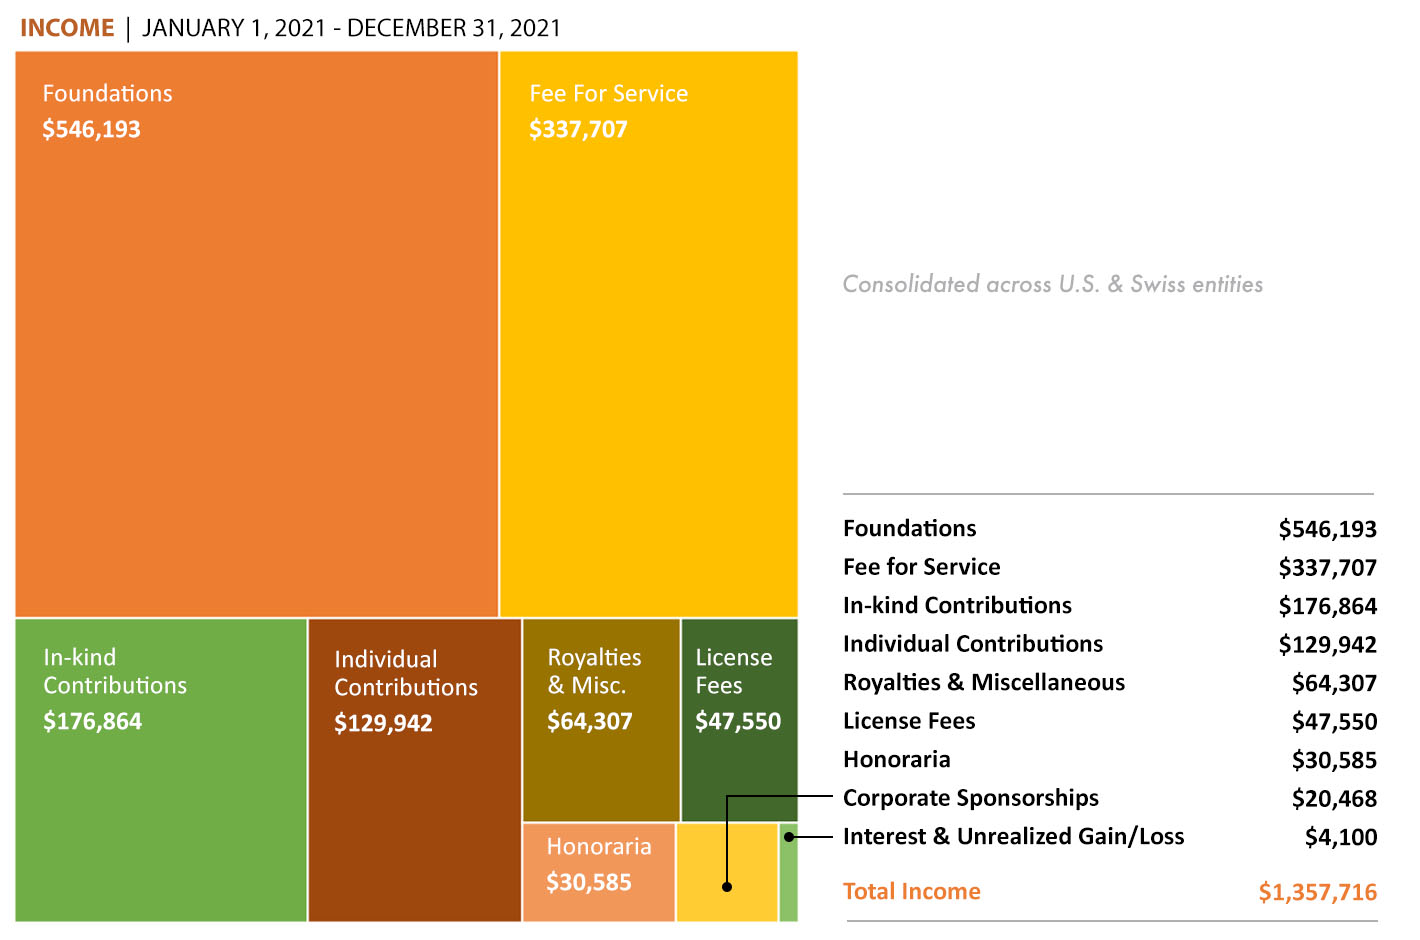 INCOME | JANUARY 1, 2021 - DECEMBER 31, 2021
Foundations
$546,193
Fee For Service
$337,707
In-kind
Contributions
$176,864
Individual
Contributions
$129,942
Royalties
& Misc.
$64,307
License
Fees
$47,550
Honoraria
$30,585
Consolidated across U.S. & Swiss entities
Foundations $546,193
Fee for Service $337,707
In-kind Contributions $176,864
Individual Contributions $129,942
Royalties & Miscellaneous $64,307
License Fees $47,550
Honoraria $30,585
Corporate Sponsorships $20,468
Interest & Unrealized Gain/Loss $4,100
Total Income $1,357,716